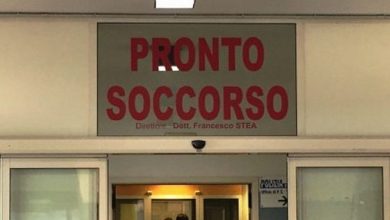 PRONTO
SOCCORSO
Direttore Dott. Francesco STEA